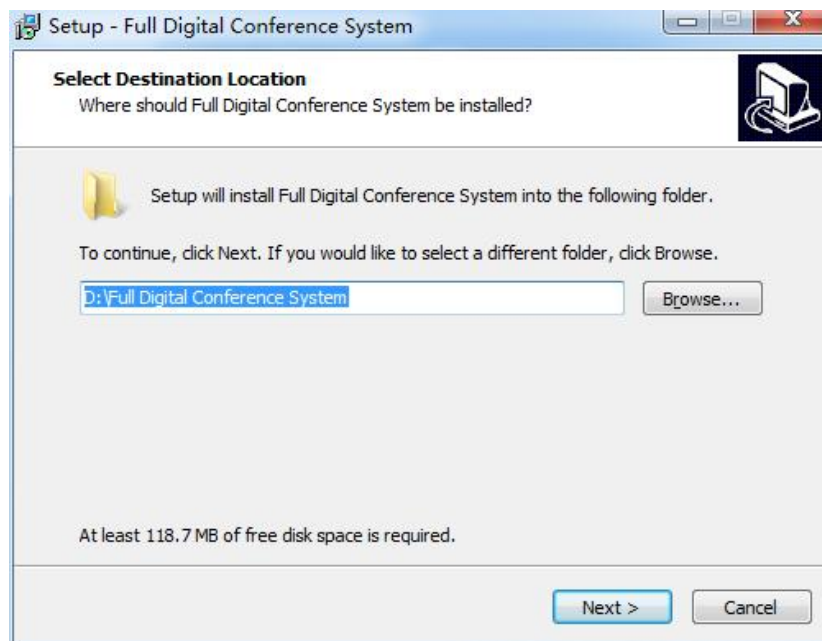 Setup - Full Digital Conference System
Select Destination Location
Where should Full Digital Conference System be installed?
Setup will install Full Digital Conference System into the following folder.
To continue, click Next. If you would like to select a different folder, click Browse.
D:\Full Digital Conference System
Browse...
At least 118.7 MB of free disk space is required.
Next >
Cancel